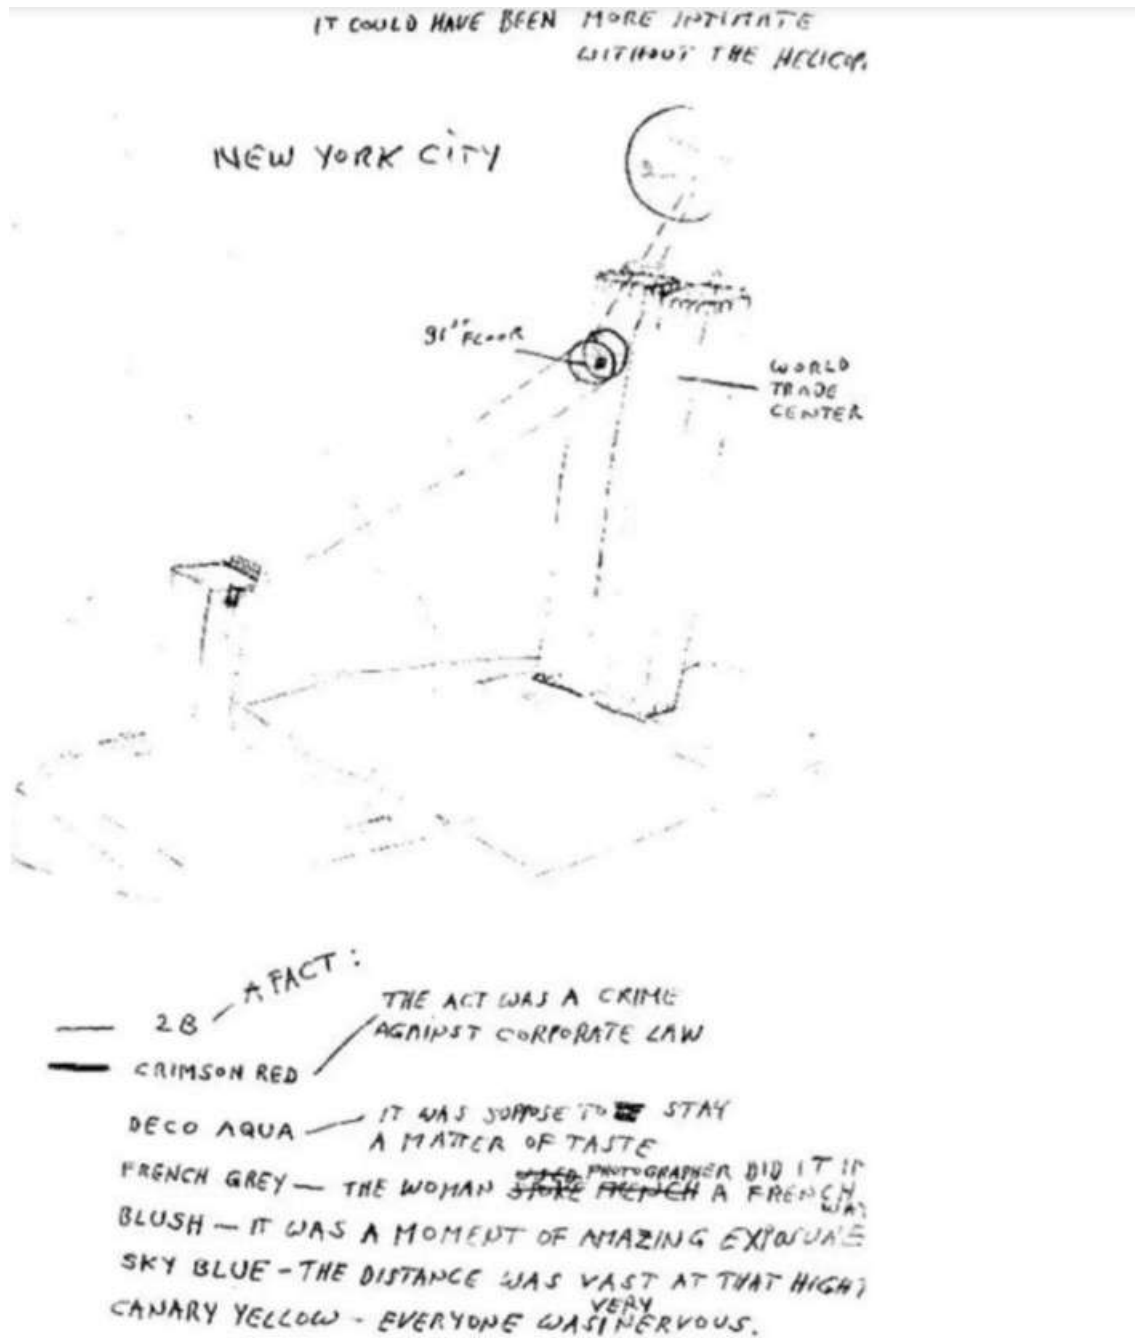 IT COULD HAVE BEEN MORE INTIMATE
WITHOUT THE HELICOP.
NEW YORK CITY
91ST FLOOR
WORLD
TRADE
CENTER
A FACT:
2B
THE ACT WAS A CRIME
AGAINST CORPORATE LAW
CRIMSON RED
DECO AQUA — IT WAS SUPPOSE TO STAY
A MATTER OF TASTE
FRENCH GREY — THE WOMAN PHOTOGRAPHER DID IT IN
A FRENCH WAY
BLUSH — IT WAS A MOMENT OF AMAZING EXPOSURE
SKY BLUE - THE DISTANCE WAS VAST AT THAT HIGHT
CANARY YELLOW - EVERYONE WAS VERY NERVOUS.